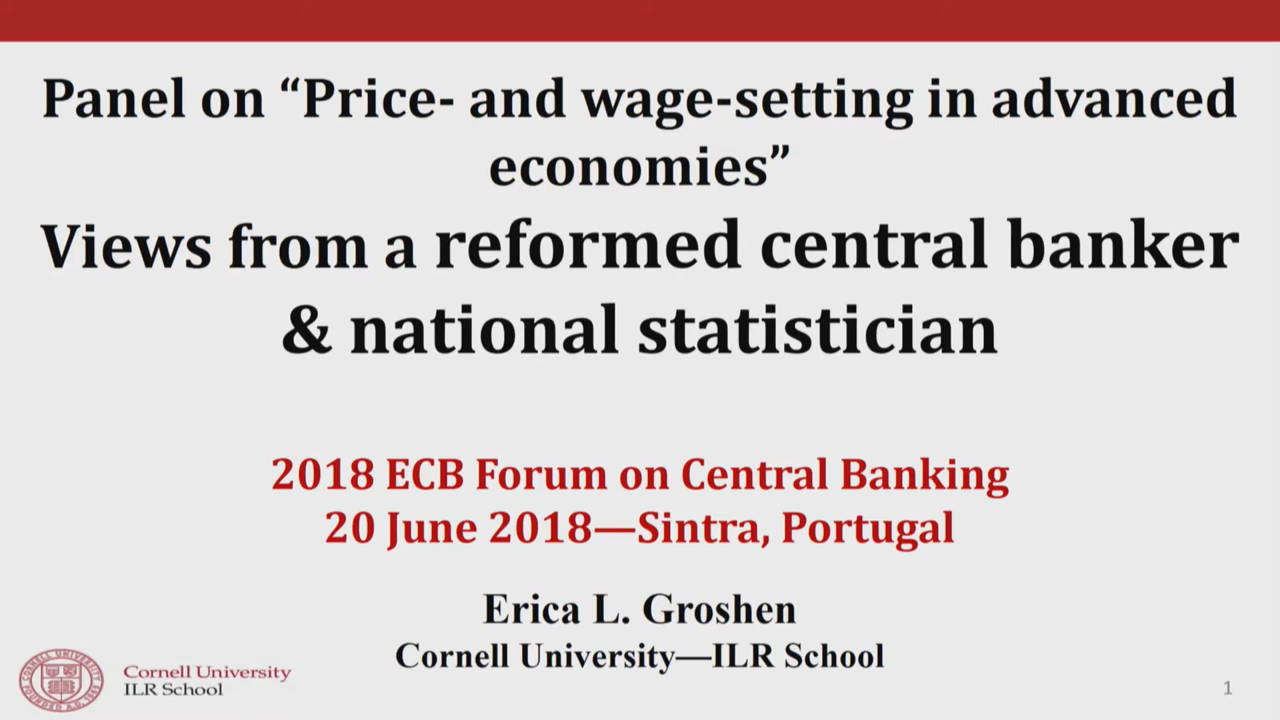 Panel on “Price- and wage-setting in advanced
economies”
Views from a reformed central banker
& national statistician
2018 ECB Forum on Central Banking
20 June 2018—Sintra, Portugal
Erica L. Groshen
Cornell University—ILR School
Cornell University
ILR School
1